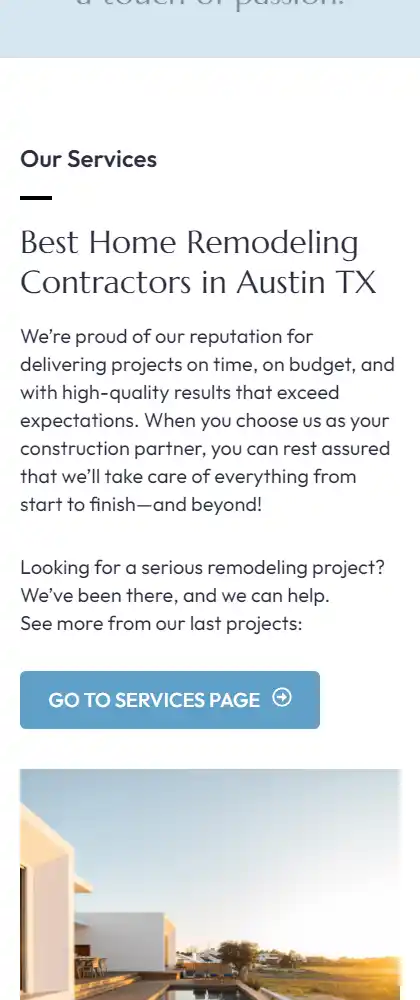 a touch of passion.
Our Services
Best Home Remodeling
Contractors in Austin TX
We’re proud of our reputation for
delivering projects on time, on budget, and
with high-quality results that exceed
expectations. When you choose us as your
construction partner, you can rest assured
that we’ll take care of everything from
start to finish—and beyond!
Looking for a serious remodeling project?
We’ve been there, and we can help.
See more from our last projects:
GO TO SERVICES PAGE